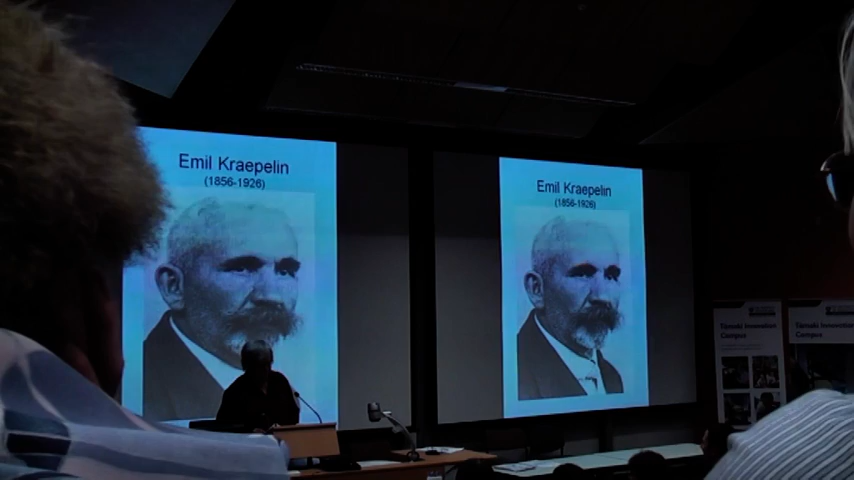 Emil Kraepelin
(1856-1926)
Emil Kraepelin
(1856-1926)
Tāmaki Innovation
Campus
Tāmaki Innovation
Campus